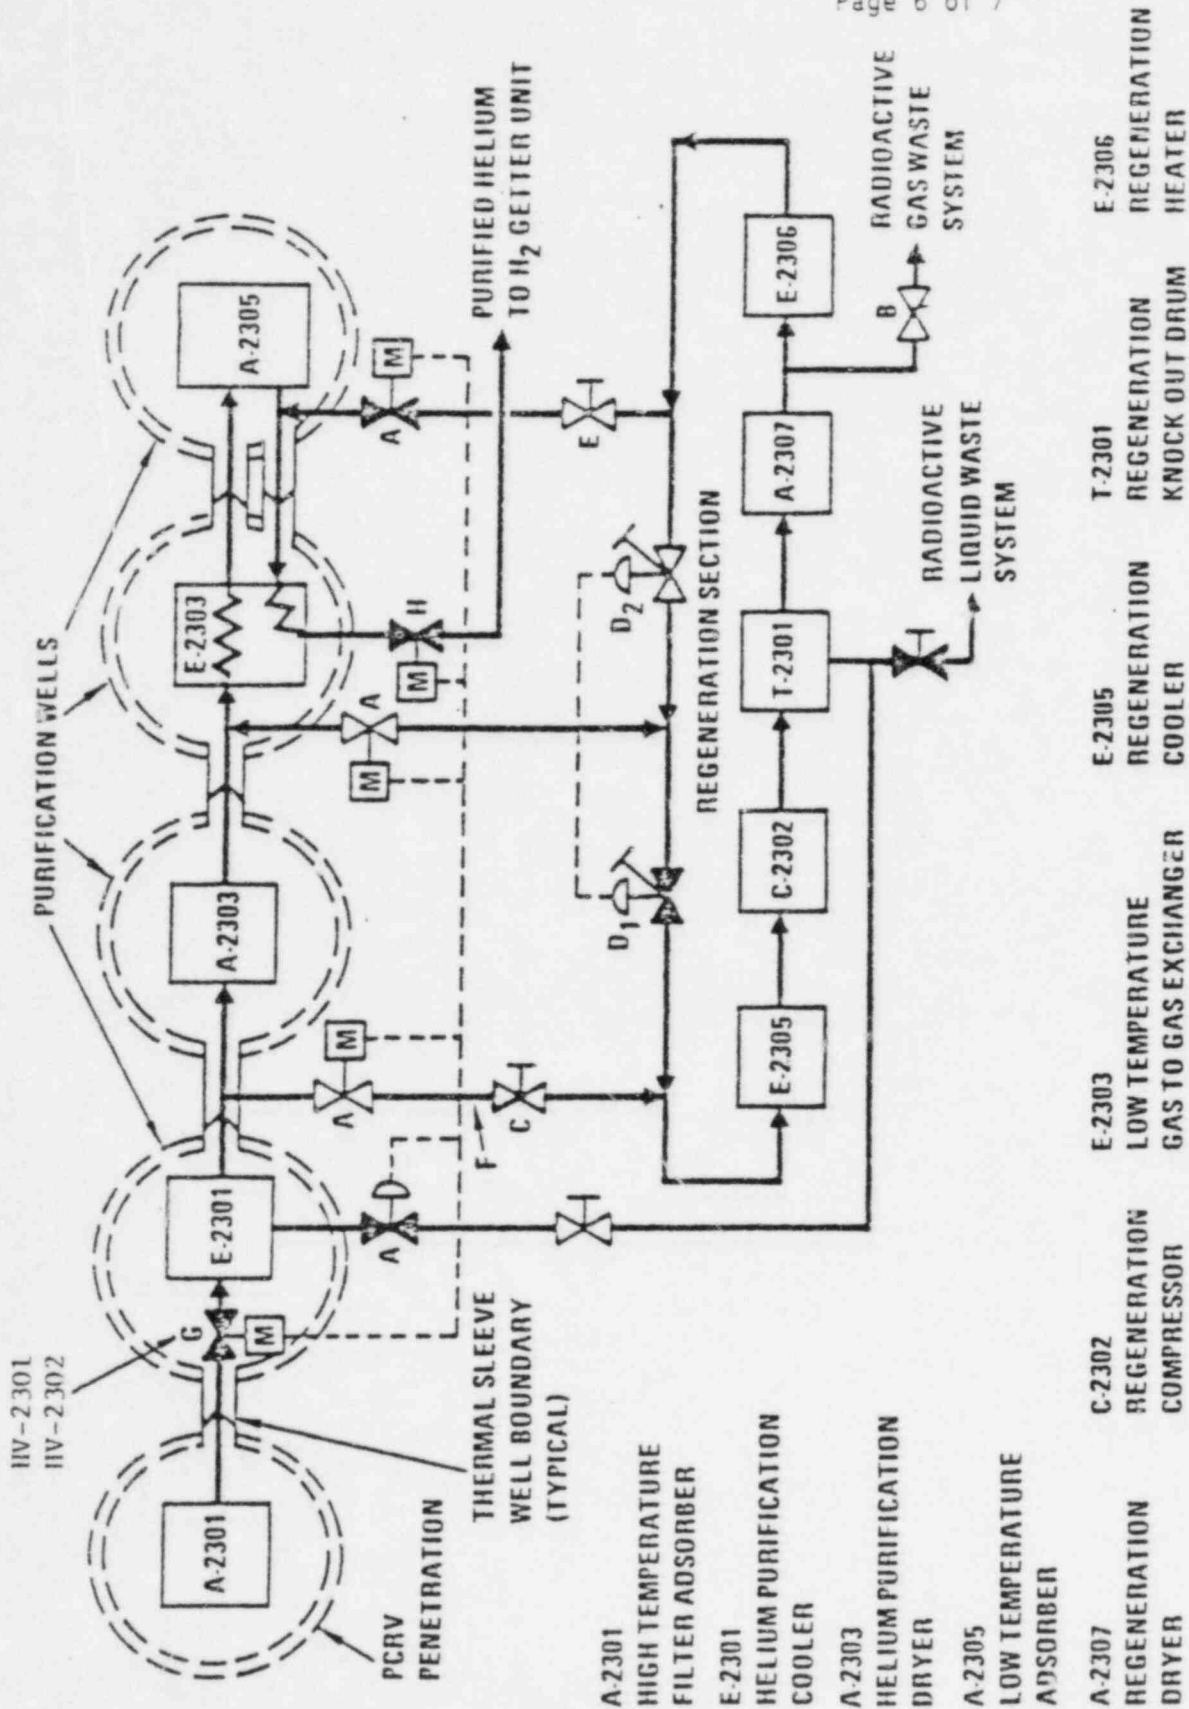 Page 6 of 7
HV-2301
HV-2302
PURIFICATION WELLS
A-2301
G
M
E-2301
A-2303
E-2303
A-2305
PCRV
PENETRATION
THERMAL SLEEVE
WELL BOUNDARY
(TYPICAL)
A
A
M
F
C
M
A
M
H
A
M
E
PURIFIED HELIUM
TO H2 GETTER UNIT
D1
D2
REGENERATION SECTION
E-2305
C-2302
T-2301
A-2307
E-2306
B
RADIOACTIVE
GAS WASTE
SYSTEM
RADIOACTIVE
LIQUID WASTE
SYSTEM
A-2301
HIGH TEMPERATURE
FILTER ADSORBER
E-2301
HELIUM PURIFICATION
COOLER
A-2303
HELIUM PURIFICATION
DRYER
A-2305
LOW TEMPERATURE
ADSORBER
A-2307
REGENERATION
DRYER
C-2302
REGENERATION
COMPRESSOR
E-2303
LOW TEMPERATURE
GAS TO GAS EXCHANGER
E-2305
REGENERATION
COOLER
T-2301
REGENERATION
KNOCK OUT DRUM
E-2306
REGENERATION
HEATER